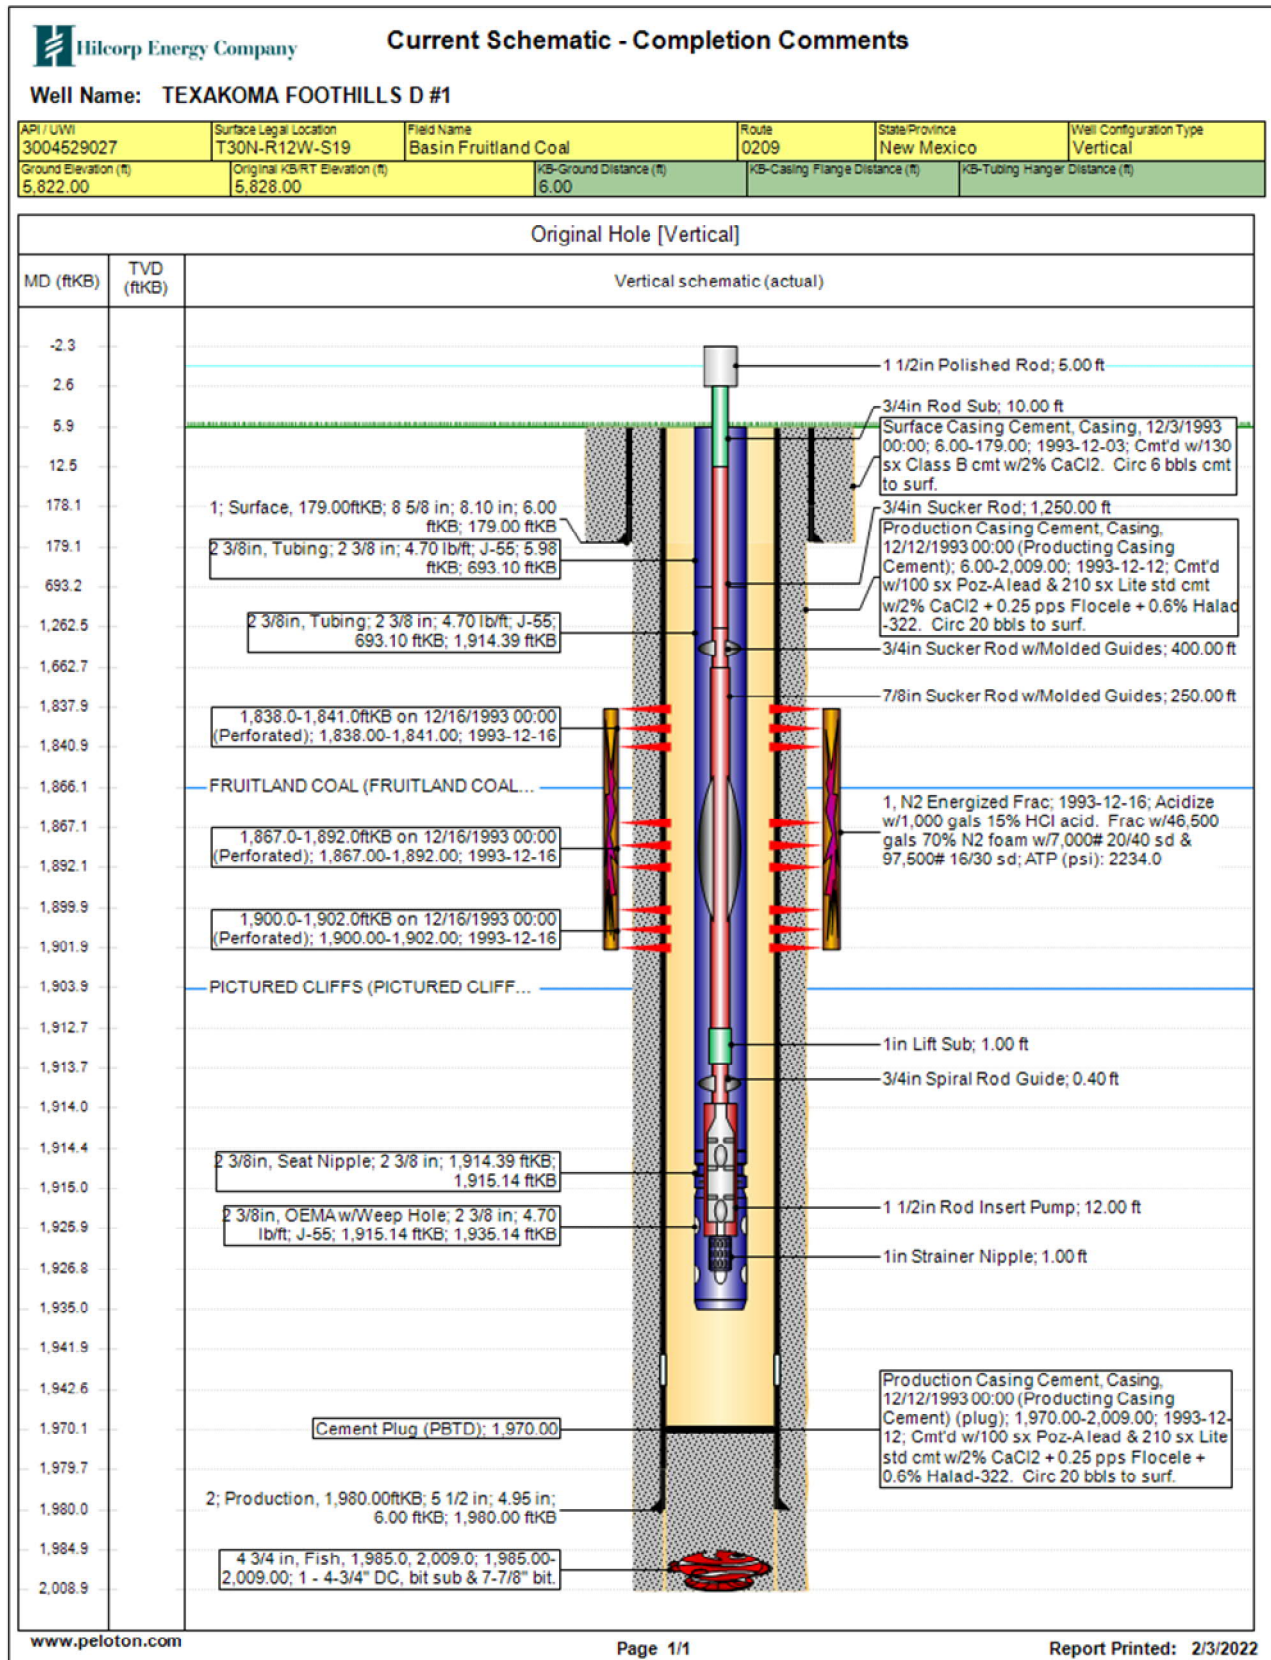 Hilcorp Energy Company
Current Schematic - Completion Comments
Well Name: TEXAKOMA FOOTHILLS D #1
API / UWI
3004529027
Surface Legal Location
T30N-R12W-S19
Field Name
Basin Fruitland Coal
Route
0209
State/Province
New Mexico
Well Configuration Type
Vertical
Ground Elevation (ft)
5,822.00
Original KB/RT Elevation (ft)
5,828.00
KB-Ground Distance (ft)
6.00
KB-Casing Flange Distance (ft)
KB-Tubing Hanger Distance (ft)
Original Hole [Vertical]
MD (ftKB)
TVD
(ftKB)
Vertical schematic (actual)
-2.3
2.6
5.9
12.5
178.1
179.1
693.2
1,262.5
1,662.7
1,837.9
1,840.9
1,866.1
1,867.1
1,892.1
1,899.9
1,901.9
1,903.9
1,912.7
1,913.7
1,914.0
1,914.4
1,915.0
1,925.9
1,926.8
1,935.0
1,941.9
1,942.6
1,970.1
1,979.7
1,980.0
1,984.9
2,008.9
1; Surface, 179.00ftKB; 8 5/8 in; 8.10 in; 6.00
ftKB; 179.00 ftKB
2 3/8in, Tubing; 2 3/8 in; 4.70 lb/ft; J-55; 5.98
ftKB; 693.10 ftKB
2 3/8in, Tubing; 2 3/8 in; 4.70 lb/ft; J-55;
693.10 ftKB; 1,914.39 ftKB
1,838.0-1,841.0ftKB on 12/16/1993 00:00
(Perforated); 1,838.00-1,841.00; 1993-12-16
FRUITLAND COAL (FRUITLAND COAL...
1,867.0-1,892.0ftKB on 12/16/1993 00:00
(Perforated); 1,867.00-1,892.00; 1993-12-16
1,900.0-1,902.0ftKB on 12/16/1993 00:00
(Perforated); 1,900.00-1,902.00; 1993-12-16
PICTURED CLIFFS (PICTURED CLIFF...
2 3/8in, Seat Nipple; 2 3/8 in; 1,914.39 ftKB;
1,915.14 ftKB
2 3/8in, OEMA w/Weep Hole; 2 3/8 in; 4.70
lb/ft; J-55; 1,915.14 ftKB; 1,935.14 ftKB
Cement Plug (PBTD); 1,970.00
2; Production, 1,980.00ftKB; 5 1/2 in; 4.95 in;
6.00 ftKB; 1,980.00 ftKB
4 3/4 in, Fish, 1,985.0, 2,009.0; 1,985.00-
2,009.00; 1 - 4-3/4" DC, bit sub & 7-7/8" bit.
1 1/2in Polished Rod; 5.00 ft
3/4in Rod Sub; 10.00 ft
Surface Casing Cement, Casing, 12/3/1993
00:00; 6.00-179.00; 1993-12-03; Cmt'd w/130
sx Class B cmt w/2% CaCl2. Circ 6 bbls cmt
to surf.
3/4in Sucker Rod; 1,250.00 ft
Production Casing Cement, Casing,
12/12/1993 00:00 (Producting Casing
Cement); 6.00-2,009.00; 1993-12-12; Cmt'd
w/100 sx Poz-A lead & 210 sx Lite std cmt
w/2% CaCl2 + 0.25 pps Flocele + 0.6% Halad
-322. Circ 20 bbls to surf.
3/4in Sucker Rod w/Molded Guides; 400.00 ft
7/8in Sucker Rod w/Molded Guides; 250.00 ft
1, N2 Energized Frac; 1993-12-16; Acidize
w/1,000 gals 15% HCl acid. Frac w/46,500
gals 70% N2 foam w/7,000# 20/40 sd &
97,500# 16/30 sd; ATP (psi): 2234.0
1in Lift Sub; 1.00 ft
3/4in Spiral Rod Guide; 0.40 ft
1 1/2in Rod Insert Pump; 12.00 ft
1in Strainer Nipple; 1.00 ft
Production Casing Cement, Casing,
12/12/1993 00:00 (Producting Casing
Cement) (plug); 1,970.00-2,009.00; 1993-12-
12; Cmt'd w/100 sx Poz-A lead & 210 sx Lite
std cmt w/2% CaCl2 + 0.25 pps Flocele +
0.6% Halad-322. Circ 20 bbls to surf.
www.peloton.com
Page 1/1
Report Printed: 2/3/2022